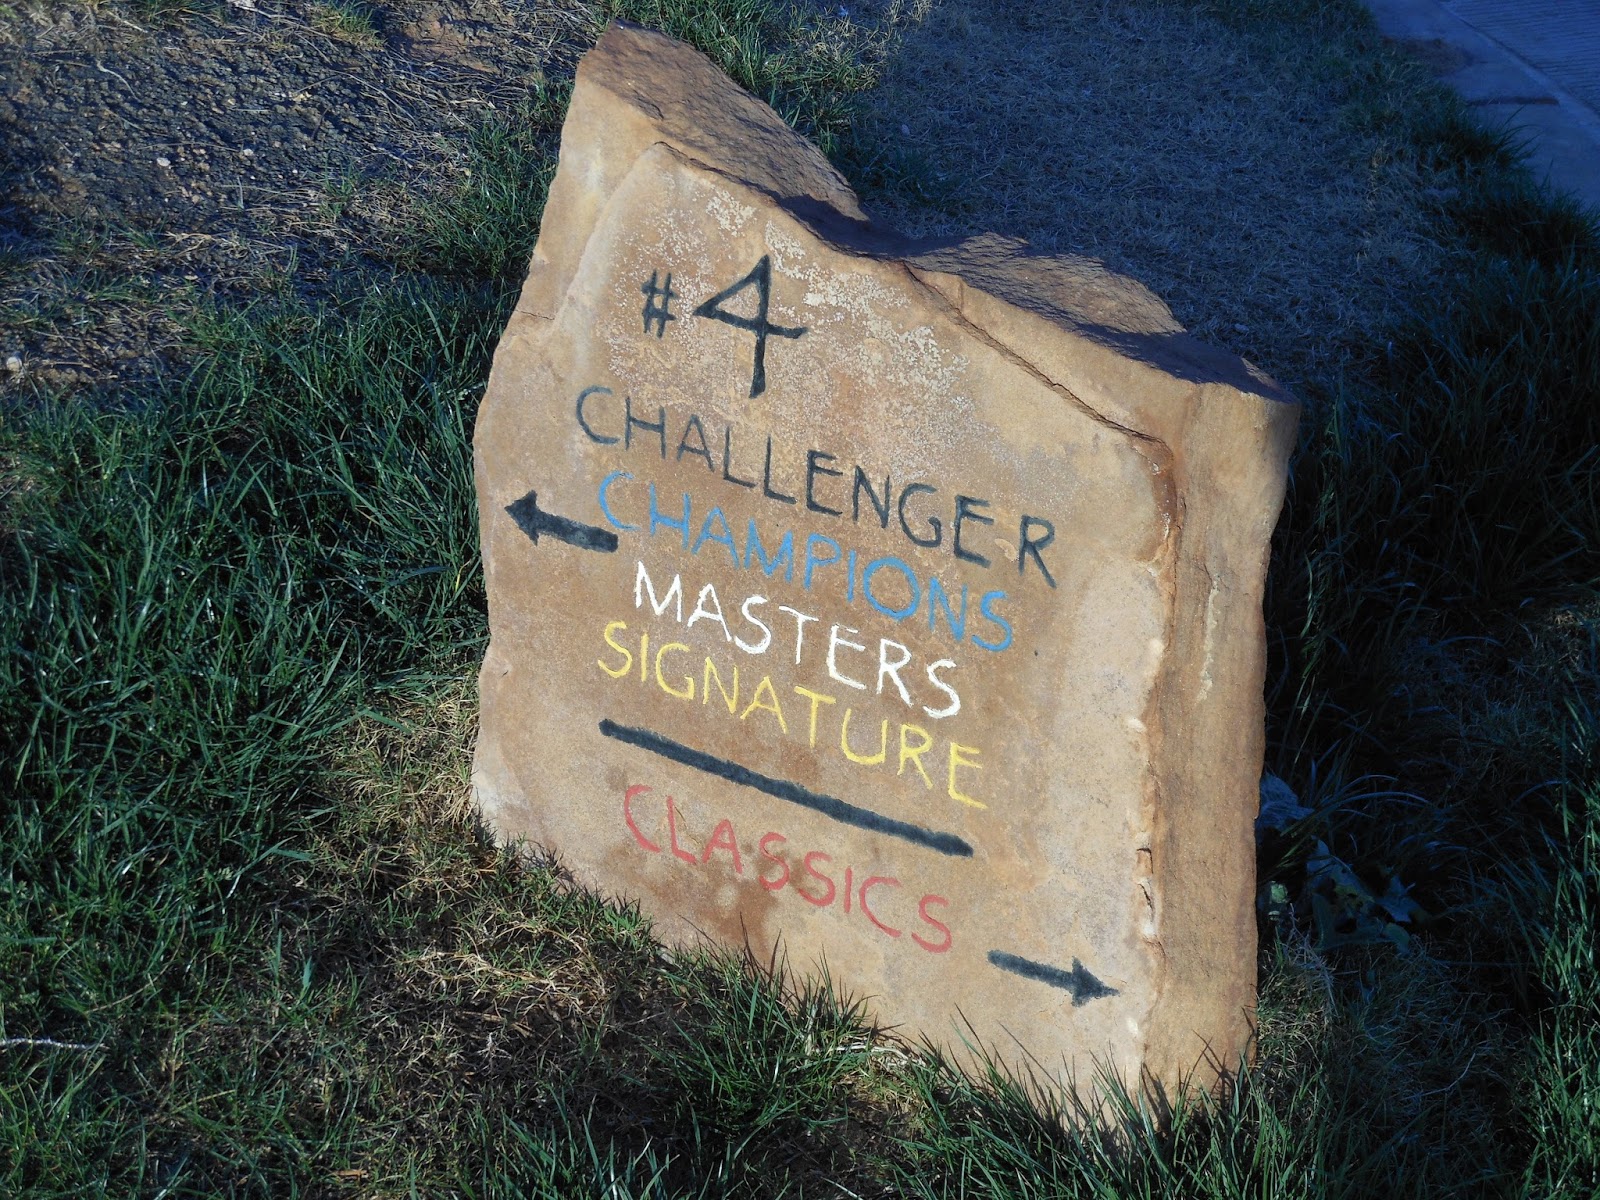 #4
CHALLENGER
CHAMPIONS
MASTERS
SIGNATURE
CLASSICS